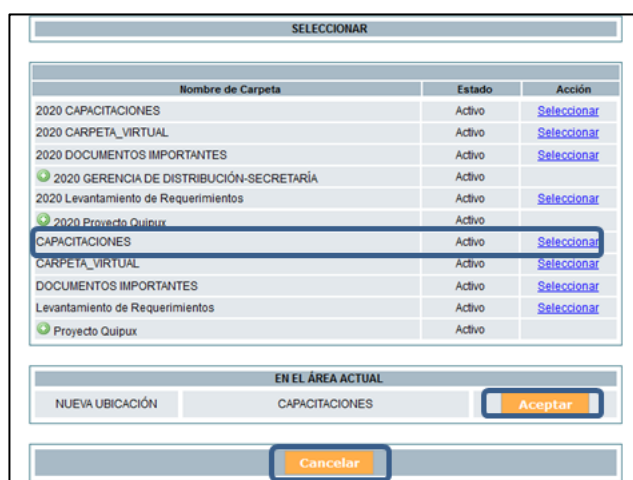 SELECCIONAR
Nombre de Carpeta Estado Acción
2020 CAPACITACIONES Activo Seleccionar
2020 CARPETA_VIRTUAL Activo Seleccionar
2020 DOCUMENTOS IMPORTANTES Activo Seleccionar
2020 GERENCIA DE DISTRIBUCIÓN-SECRETARÍA Activo
2020 Levantamiento de Requerimientos Activo Seleccionar
2020 Proyecto Quipux Activo
CAPACITACIONES Activo Seleccionar
CARPETA_VIRTUAL Activo Seleccionar
DOCUMENTOS IMPORTANTES Activo Seleccionar
Levantamiento de Requerimientos Activo Seleccionar
Proyecto Quipux Activo
EN EL ÁREA ACTUAL
NUEVA UBICACIÓN CAPACITACIONES Aceptar
Cancelar